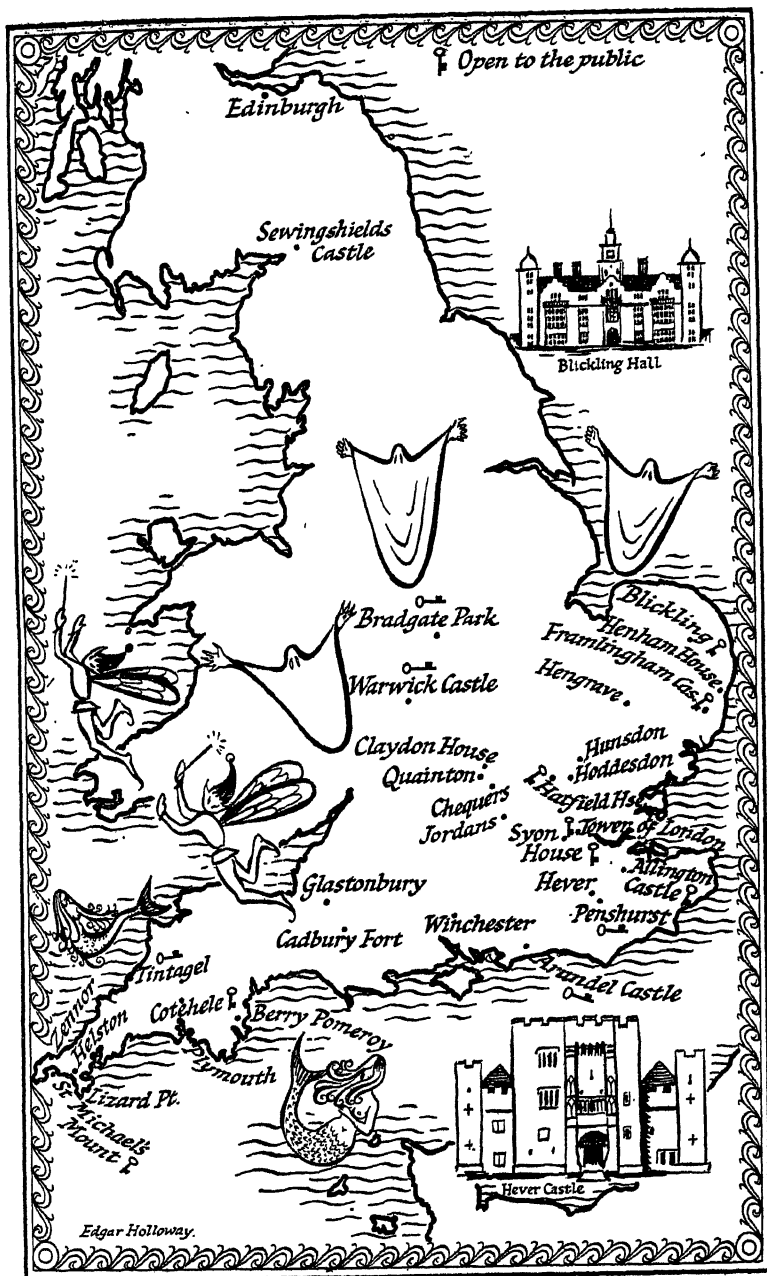 Open to the public
Edinburgh
Sewingshields
Castle
Blickling Hall
Bradgate Park
Blickling
Henham House
Framlingham Cas.
Warwick Castle
Hengrave
Claydon House
Hunsdon
Hoddesdon
Quainton
Chequers
Hatfield Hse
Jordans
Syon
House
Tower of London
Allington
Castle
Glastonbury
Hever
Penshurst
Winchester
Cadbury Fort
Tintagel
Arundel Castle
Zennor
Cotehele
Berry Pomeroy
Helston
Plymouth
Lizard Pt.
St Michael's
Mount
Hever Castle
Edgar Holloway.